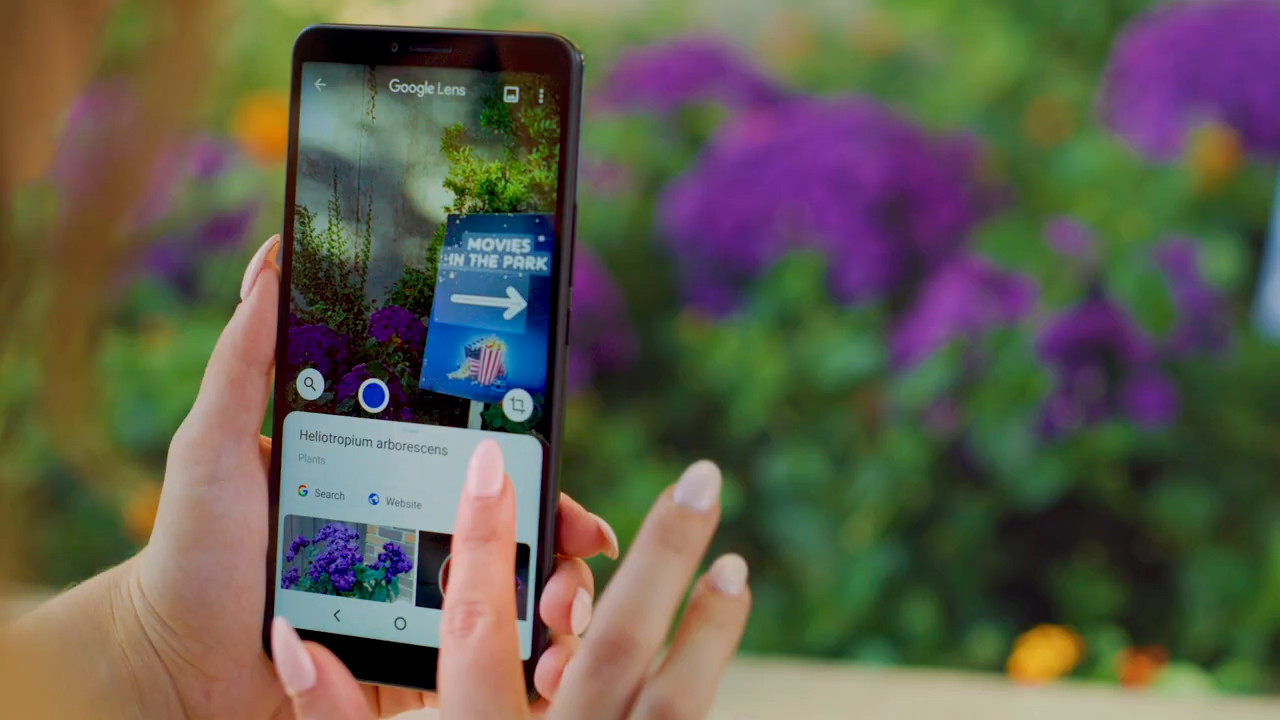 Google Lens
MOVIES
IN THE PARK
Heliotropium arborescens
Plants
Search
Website